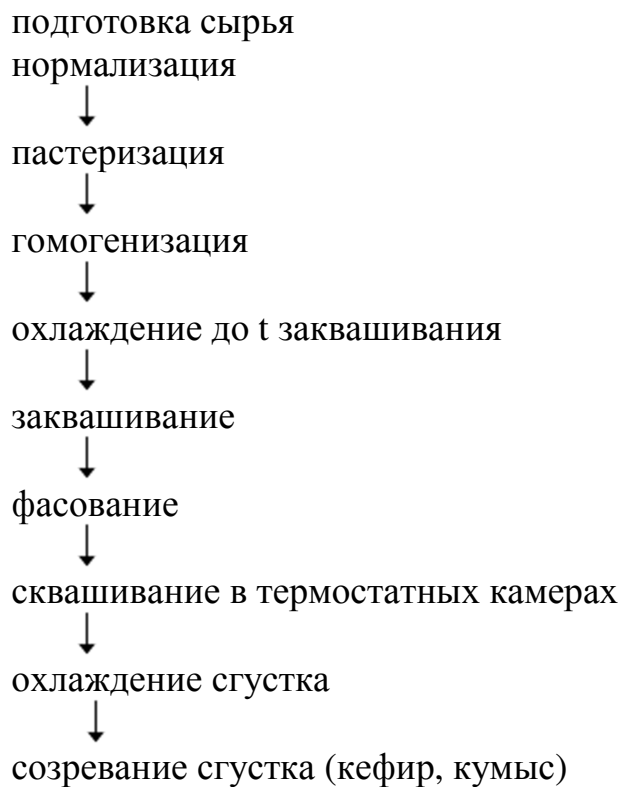 подготовка сырья
нормализация
пастеризация
гомогенизация
охлаждение до t заквашивания
заквашивание
фасование
сквашивание в термостатных камерах
охлаждение сгустка
созревание сгустка (кефир, кумыс)